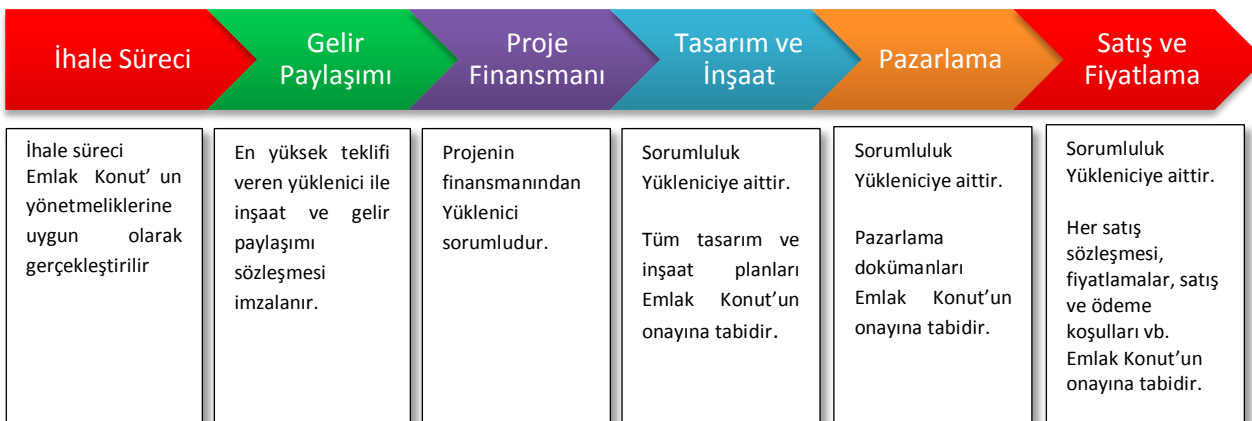 İhale Süreci
Gelir
Paylaşımı
Proje
Finansmanı
Tasarım ve
İnşaat
Pazarlama
Satış ve
Fiyatlama
İhale süreci
Emlak Konut’ un
yönetmeliklerine
uygun olarak
gerçekleştirilir
En yüksek teklifi
veren yüklenici ile
inşaat ve gelir
paylaşımı
sözleşmesi
imzalanır.
Projenin
finansmanından
Yüklenici
sorumludur.
Sorumluluk
Yükleniciye aittir.
Tüm tasarım ve
inşaat planları
Emlak Konut’un
onayına tabidir.
Sorumluluk
Yükleniciye aittir.
Pazarlama
dokümanları
Emlak Konut’un
onayına tabidir.
Sorumluluk
Yükleniciye aittir.
Her satış
sözleşmesi,
fiyatlamalar, satış
ve ödeme
koşulları vb.
Emlak Konut’un
onayına tabidir.